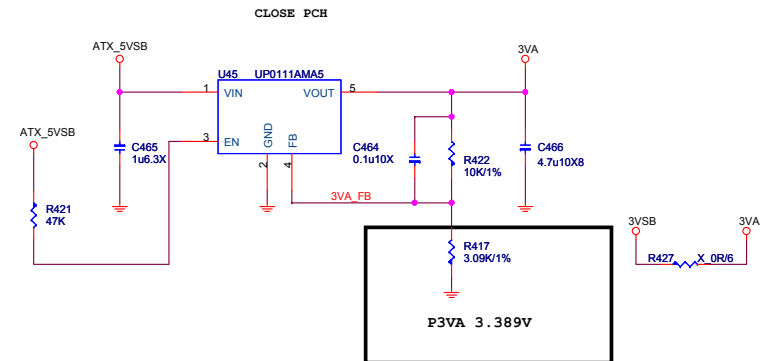 CLOSE PCH
ATX_5VSB
3VA
U45 UP0111AMA5
1
VIN
VOUT
5
3
EN
GND
FB
2
4
C465
1u6.3X
ATX_5VSB
R421
47K
C464
0.1u10X
R422
10K/1%
C466
4.7u10X8
3VA_FB
R417
3.09K/1%
P3VA 3.389V
3VSB
3VA
R427
X_0R/6